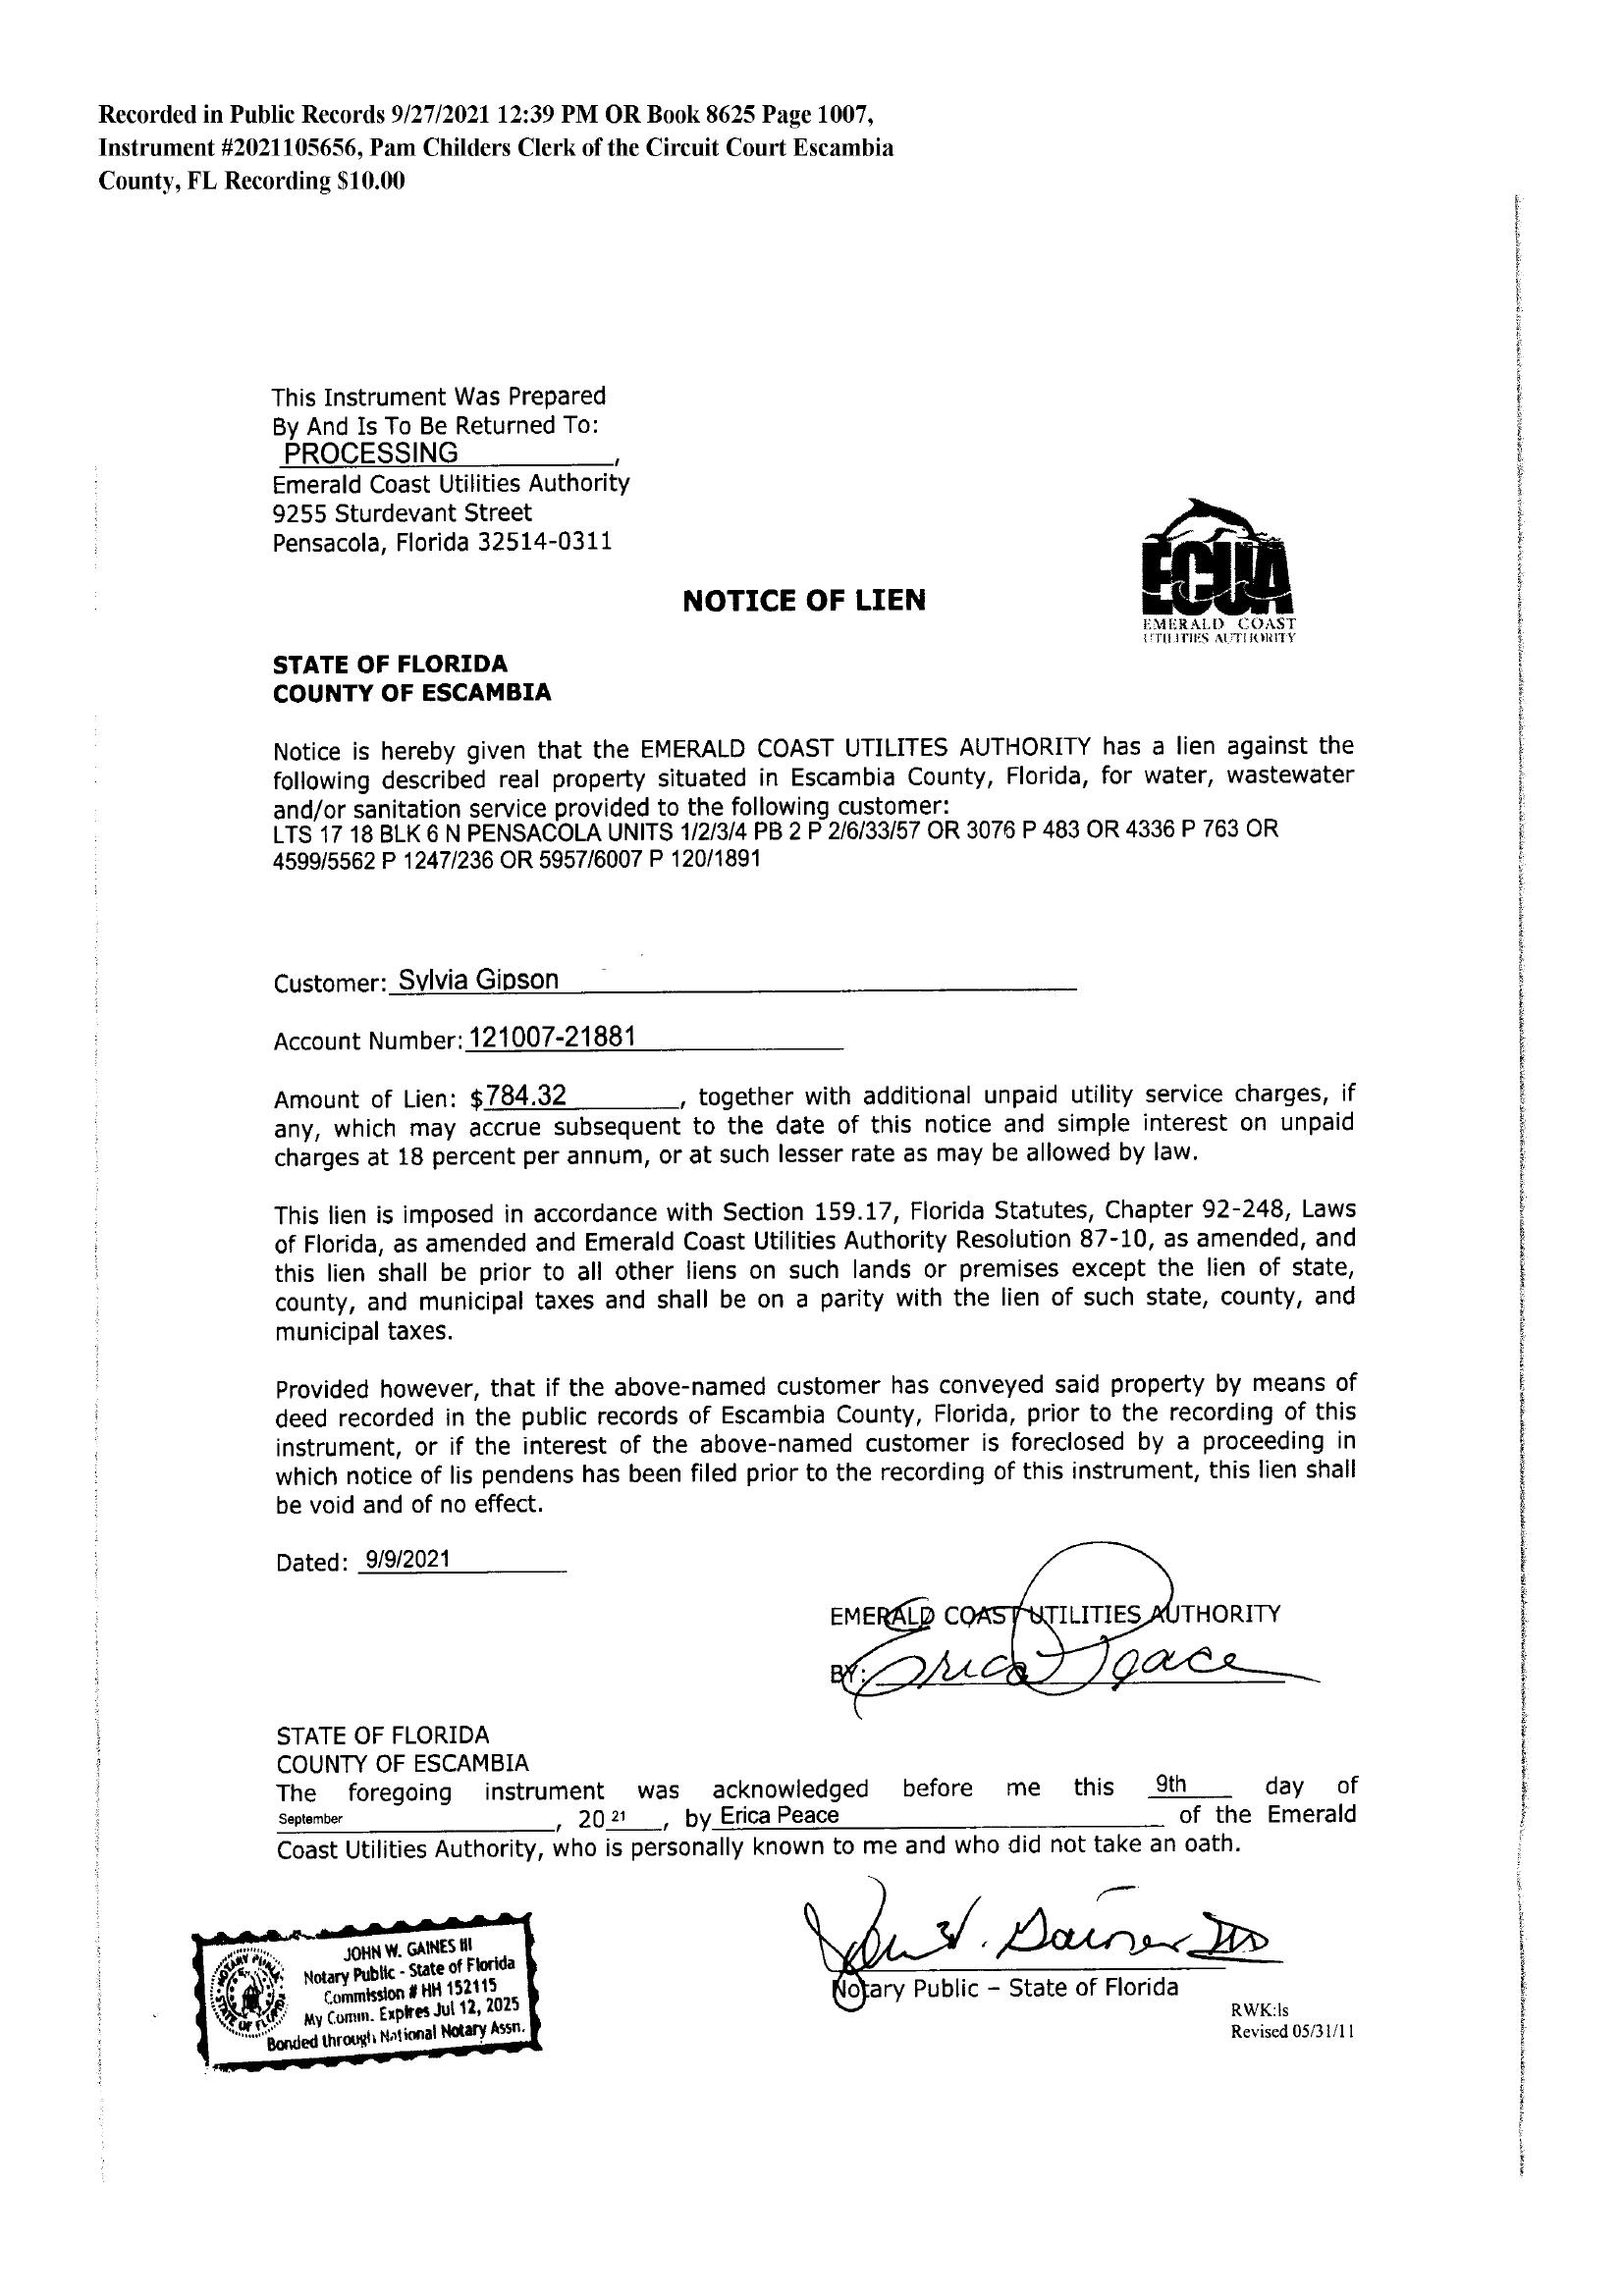 Recorded in Public Records 9/27/2021 12:39 PM OR Book 8625 Page 1007,
Instrument #2021105656, Pam Childers Clerk of the Circuit Court Escambia
County, FL Recording $10.00
This Instrument Was Prepared
By And Is To Be Returned To:
PROCESSING,
Emerald Coast Utilities Authority
9255 Sturdevant Street
Pensacola, Florida 32514-0311
ECUA
EMERALD COAST
UTILITIES AUTHORITY
NOTICE OF LIEN
STATE OF FLORIDA
COUNTY OF ESCAMBIA
Notice is hereby given that the EMERALD COAST UTILITES AUTHORITY has a lien against the
following described real property situated in Escambia County, Florida, for water, wastewater
and/or sanitation service provided to the following customer:
LTS 17 18 BLK 6 N PENSACOLA UNITS 1/2/3/4 PB 2 P 2/6/33/57 OR 3076 P 483 OR 4336 P 763 OR
4599/5562 P 1247/236 OR 5957/6007 P 120/1891
Customer: Sylvia Gipson
Account Number: 121007-21881
Amount of Lien: $784.32, together with additional unpaid utility service charges, if
any, which may accrue subsequent to the date of this notice and simple interest on unpaid
charges at 18 percent per annum, or at such lesser rate as may be allowed by law.
This lien is imposed in accordance with Section 159.17, Florida Statutes, Chapter 92-248, Laws
of Florida, as amended and Emerald Coast Utilities Authority Resolution 87-10, as amended, and
this lien shall be prior to all other liens on such lands or premises except the lien of state,
county, and municipal taxes and shall be on a parity with the lien of such state, county, and
municipal taxes.
Provided however, that if the above-named customer has conveyed said property by means of
deed recorded in the public records of Escambia County, Florida, prior to the recording of this
instrument, or if the interest of the above-named customer is foreclosed by a proceeding in
which notice of lis pendens has been filed prior to the recording of this instrument, this lien shall
be void and of no effect.
Dated: 9/9/2021
EMERALD COAST UTILITIES AUTHORITY
BY: Erica Peace
STATE OF FLORIDA
COUNTY OF ESCAMBIA
The foregoing instrument was acknowledged before me this 9th day of
September, 20 21, by Erica Peace of the Emerald
Coast Utilities Authority, who is personally known to me and who did not take an oath.
John W. Gaines III
Notary Public – State of Florida
RWK:ls
Revised 05/31/11
NOTARY PUBLIC
STATE OF FLORIDA
JOHN W. GAINES III
Notary Public - State of Florida
Commission # HH 152115
My Comm. Expires Jul 12, 2025
Bonded through National Notary Assn.